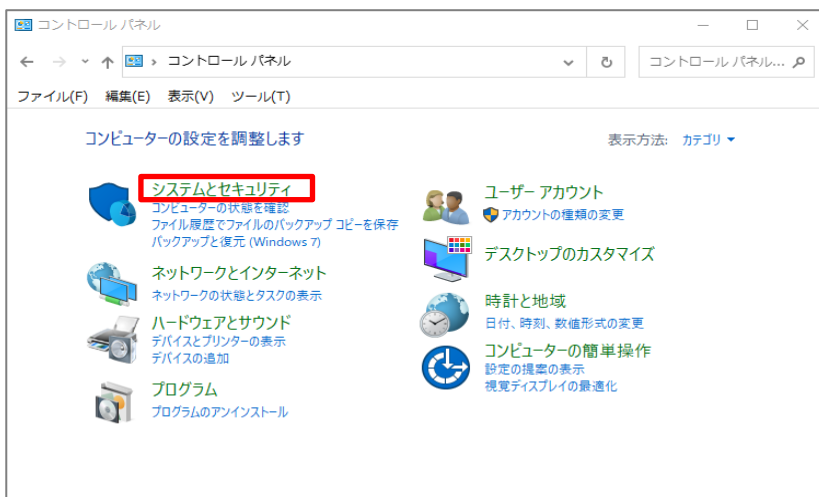 コントロール パネル
コントロール パネル
コントロール パネル...
ファイル(F) 編集(E) 表示(V) ツール(T)
コンピューターの設定を調整します
表示方法: カテゴリ
システムとセキュリティ
コンピューターの状態を確認
ファイル履歴でファイルのバックアップ コピーを保存
バックアップと復元 (Windows 7)
ネットワークとインターネット
ネットワークの状態とタスクの表示
ハードウェアとサウンド
デバイスとプリンターの表示
デバイスの追加
プログラム
プログラムのアンインストール
ユーザー アカウント
アカウントの種類の変更
デスクトップのカスタマイズ
時計と地域
日付、時刻、数値形式の変更
コンピューターの簡単操作
設定の提案の表示
視覚ディスプレイの最適化